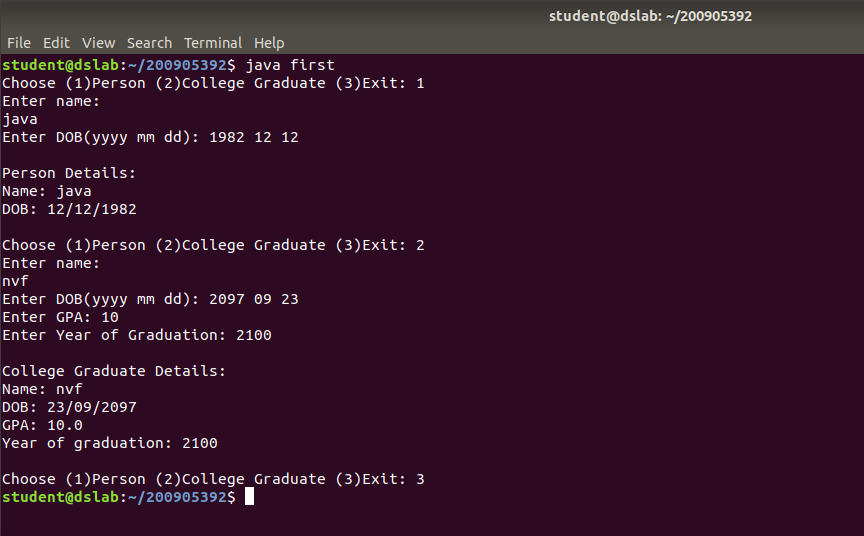 student@dslab: ~/200905392
File Edit View Search Terminal Help
student@dslab:~/200905392$ java first
Choose (1)Person (2)College Graduate (3)Exit: 1
Enter name:
java
Enter DOB(yyyy mm dd): 1982 12 12
Person Details:
Name: java
DOB: 12/12/1982
Choose (1)Person (2)College Graduate (3)Exit: 2
Enter name:
nvf
Enter DOB(yyyy mm dd): 2097 09 23
Enter GPA: 10
Enter Year of Graduation: 2100
College Graduate Details:
Name: nvf
DOB: 23/09/2097
GPA: 10.0
Year of graduation: 2100
Choose (1)Person (2)College Graduate (3)Exit: 3
student@dslab:~/200905392$